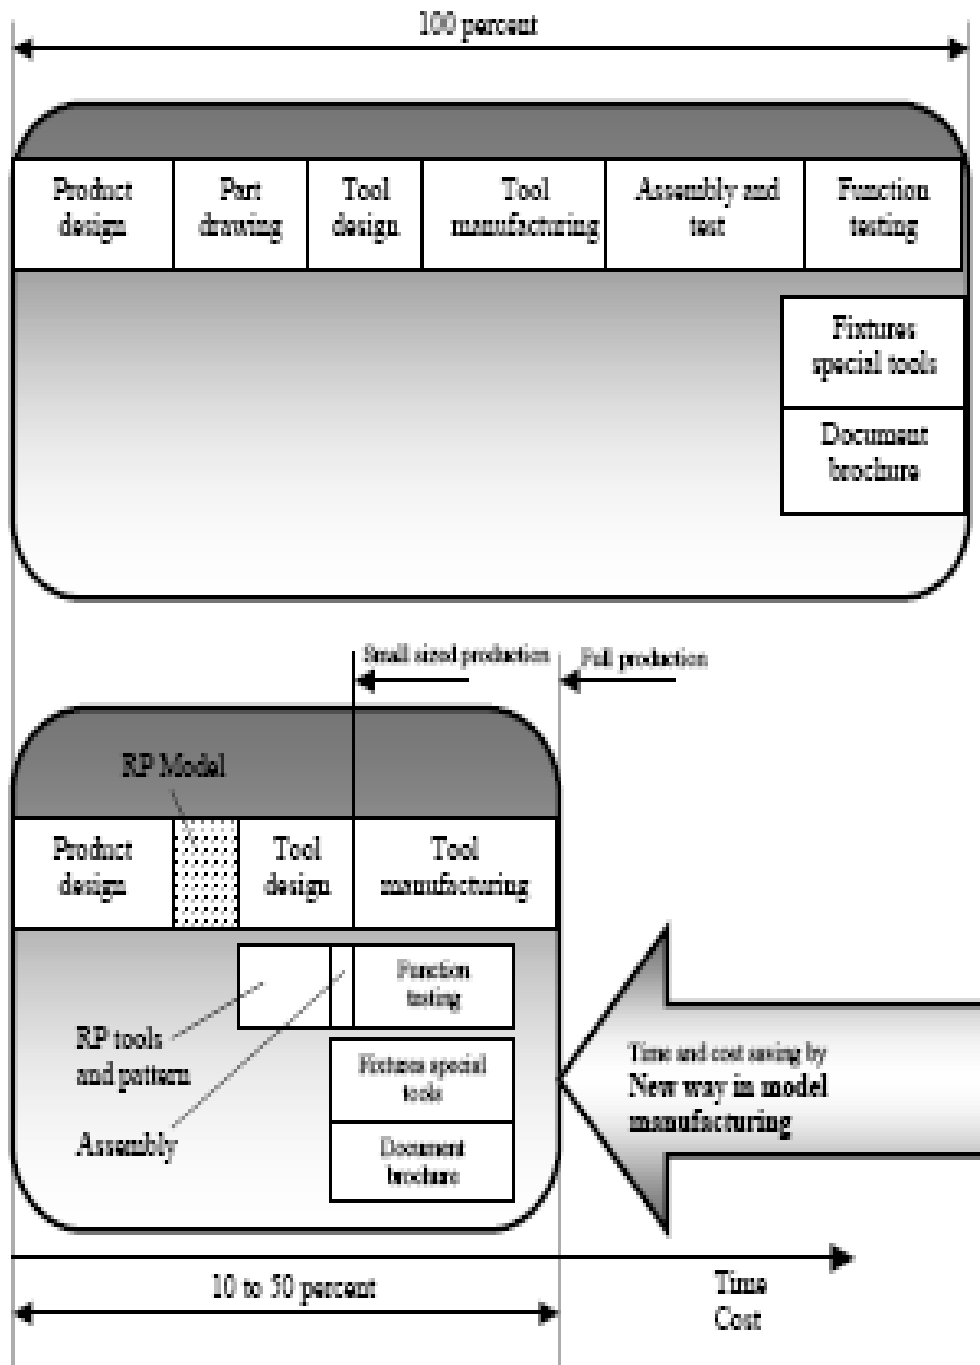 100 percent
Product
design
Part
drawing
Tool
design
Tool
manufacturing
Assembly and
test
Function
testing
Fixtures
special tools
Document
brochure
Small sized production
Full production
RP Model
Product
design
Tool
design
Tool
manufacturing
Function
testing
RP tools
and pattern
Fixtures special
tools
Assembly
Document
brochure
Time and cost saving by
New way in model
manufacturing
10 to 50 percent
Time
Cost